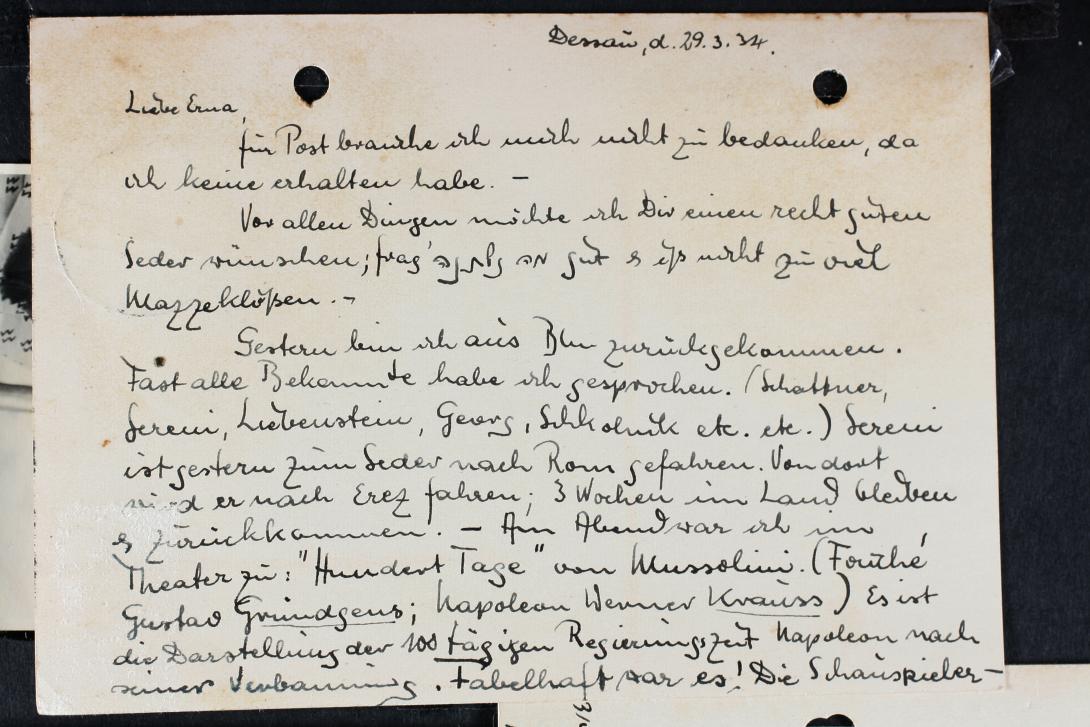 Dessau, d. 29.3.34.
Liebe Erna,
für Post brauche ich mich nicht zu bedanken, da
ich keine erhalten habe. –
Vor allen Dingen möchte ich Dir einen recht guten
Seder wünschen; frag' מה נשתנה gut & iß nicht zu viel
Mazzeklößen. –
Gestern bin ich aus Bln zurückgekommen.
Fast alle Bekannte habe ich gesprochen. (Schattner,
Sereni, Liebenstein, Georg, Schkolnik etc. etc.) Sereni
ist gestern zum Seder nach Rom gefahren. Von dort
wird er nach Erez fahren; 3 Wochen im Land bleiben
& zurückkommen. – Am Abend war ich im
Theater zu: "Hundert Tage" von Mussolini. (Fouché
Gustav Gründgens; Napoleon Werner Krauss) Es ist
die Darstellung der 100 tägigen Regierungszeit Napoleon nach
seiner Verbannung. Fabelhaft war es! Die Schauspieler-